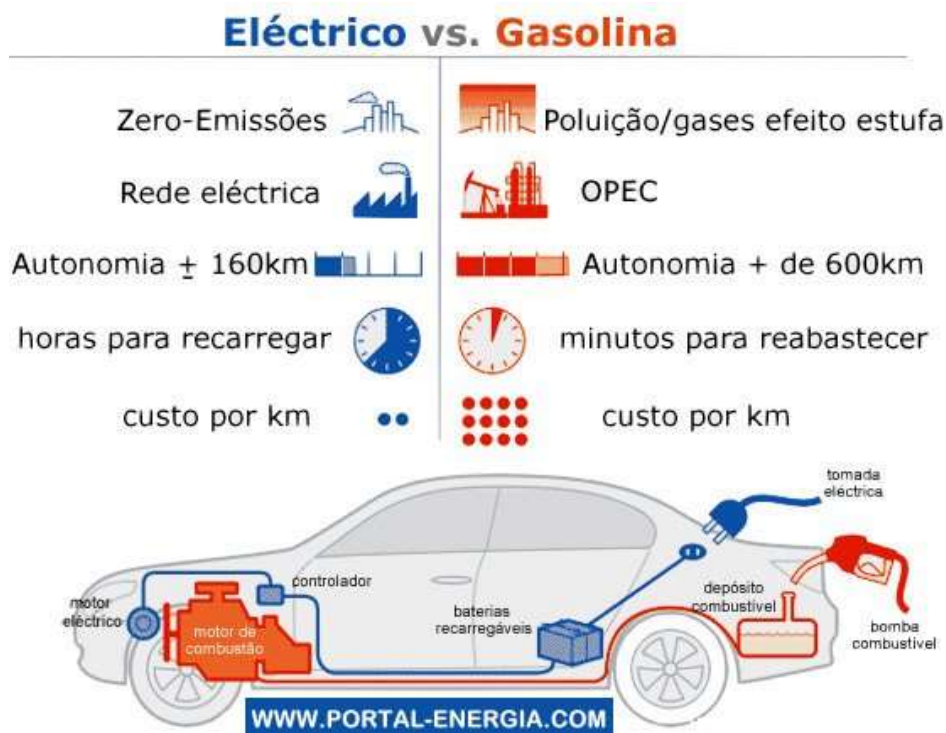 Eléctrico vs. Gasolina
Zero-Emissões
Poluição/gases efeito estufa
Rede eléctrica
OPEC
Autonomia ± 160km
Autonomia + de 600km
horas para recarregar
minutos para reabastecer
custo por km
custo por km
tomada
eléctrica
controlador
motor
eléctrico
motor de
combustão
baterias
recarregáveis
depósito
combustível
bomba
combustivel
WWW.PORTAL-ENERGIA.COM